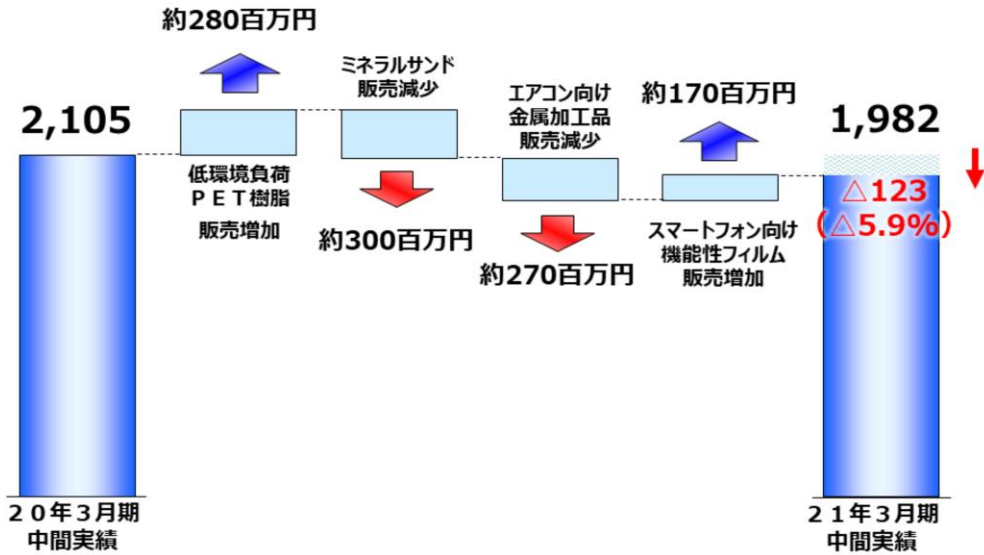 約280百万円
ミネラルサンド
販売減少
エアコン向け
金属加工品
販売減少
約170百万円
2,105
1,982
低環境負荷
ＰＥＴ樹脂
販売増加
約300百万円
約270百万円
スマートフォン向け
機能性フィルム
販売増加
△123
(△5.9%)
２０年３月期
中間実績
２１年３月期
中間実績